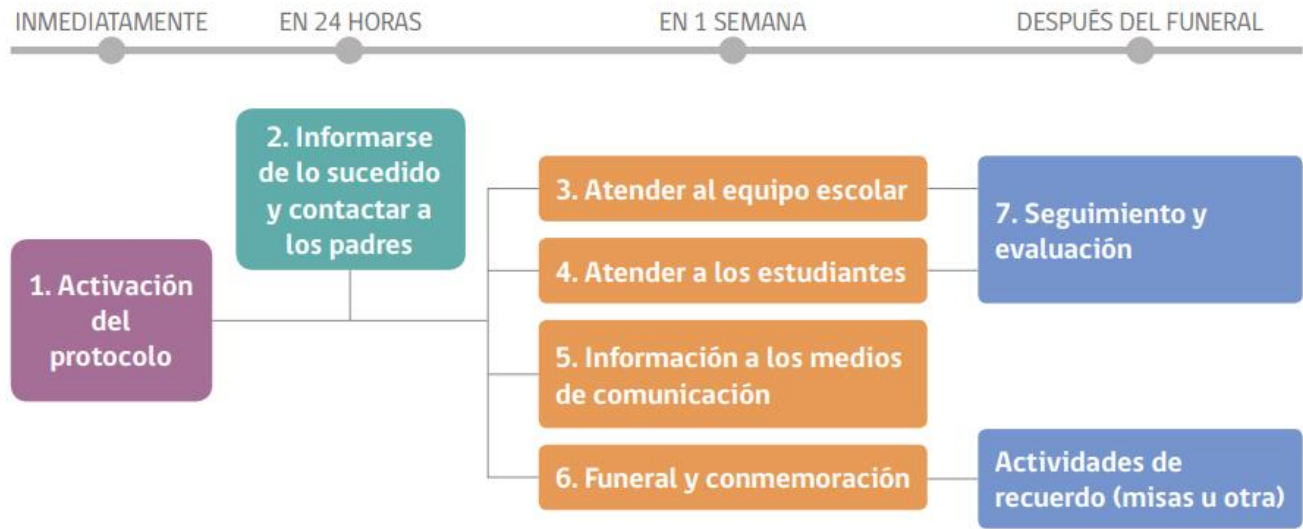 INMEDIATAMENTE
EN 24 HORAS
EN 1 SEMANA
DESPUÉS DEL FUNERAL
1. Activación
del
protocolo
2. Informarse
de lo sucedido
y contactar a
los padres
3. Atender al equipo escolar
4. Atender a los estudiantes
5. Información a los medios
de comunicación
6. Funeral y conmemoración
7. Seguimiento y
evaluación
Actividades de
recuerdo (misas u otra)